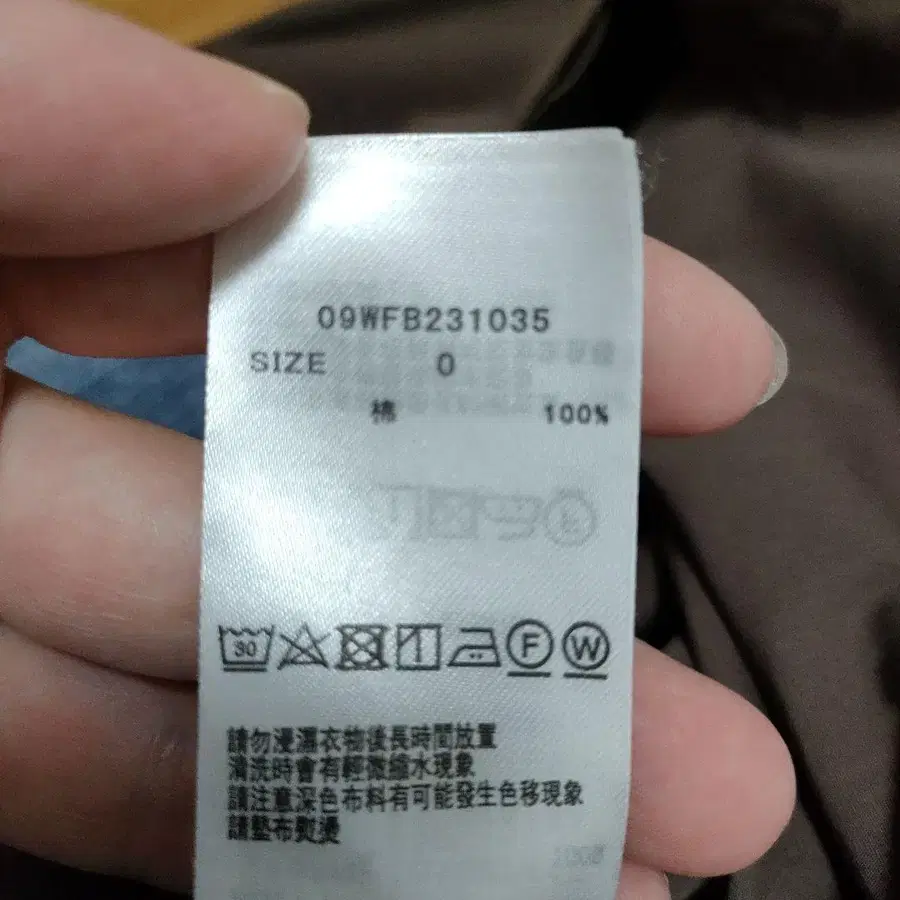 09WFB231035
SIZE 0
棉 100%
30 F W
請勿浸濕衣物後長時間放置
清洗時會有輕微縮水現象
請注意深色布料有可能發生色移現象
請墊布熨燙